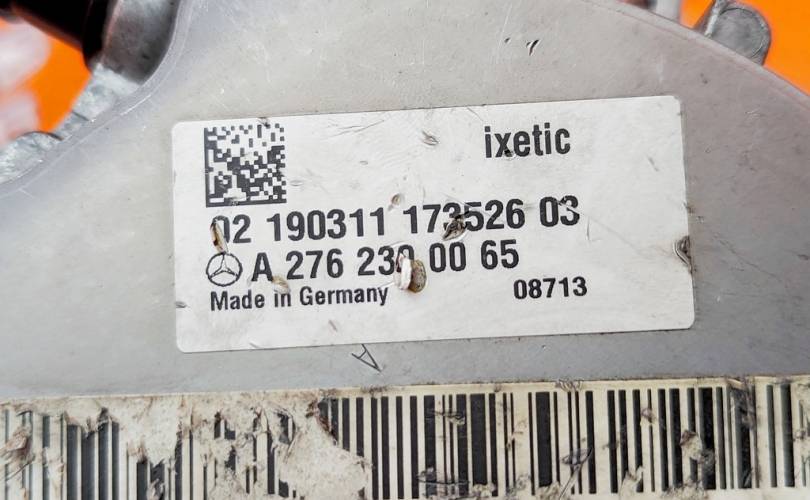 ixetic
02 190311 173526 03
A 276 230 00 65
Made in Germany 08713
A